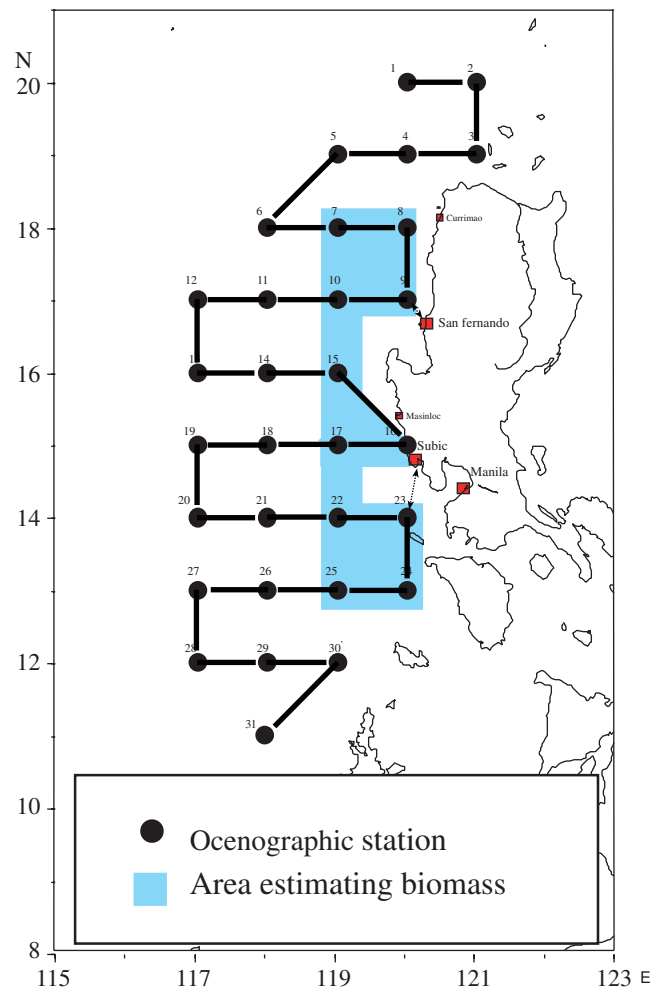 N
20
1 2
5 4 3
18
6 7 8
Currimao
12 11 10 9
San fernando
16
1 14 15
Masinloc
19 18 17 16
Subic
Manila
14
20 21 22 23
27 26 25 24
12
28 29 30
31
10
Ocenographic station
Area estimating biomass
8
115 117 119 121 123 E